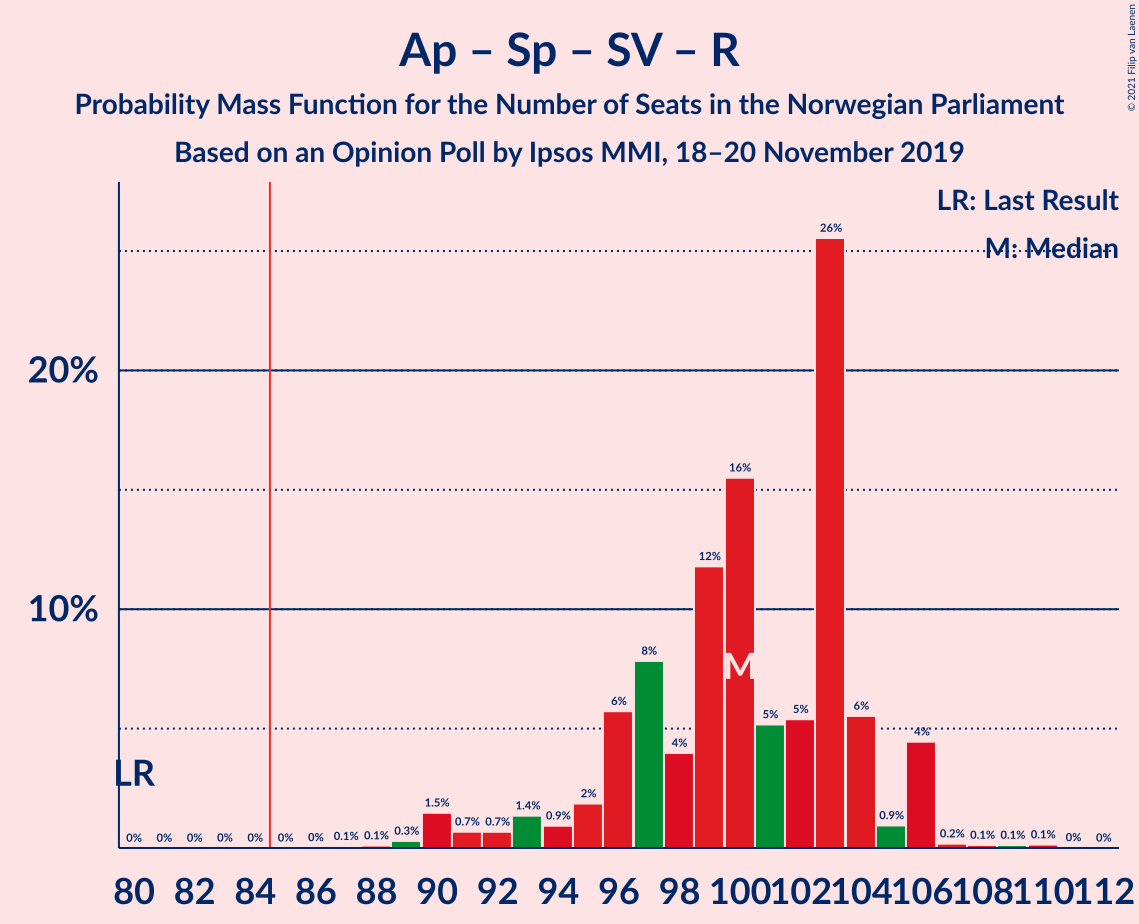 © 2021 Filip van Laenen
Ap – Sp – SV – R
Probability Mass Function for the Number of Seats in the Norwegian Parliament
Based on an Opinion Poll by Ipsos MMI, 18–20 November 2019
LR: Last Result
M: Median
20%
10%
0% 0% 0% 0% 0% 0% 0% 0.1% 0.1% 0.3% 1.5% 0.7% 0.7% 1.4% 0.9% 2% 6% 8% 4% 12% 16% 5% 5% 26% 6% 0.9% 4% 0.2% 0.1% 0.1% 0.1% 0% 0%
M
LR
80 82 84 86 88 90 92 94 96 98 100 102 104 106 108 110 112